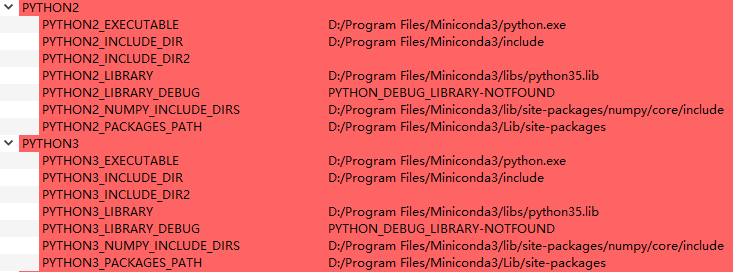 PYTHON2
PYTHON2_EXECUTABLE D:/Program Files/Miniconda3/python.exe
PYTHON2_INCLUDE_DIR D:/Program Files/Miniconda3/include
PYTHON2_INCLUDE_DIR2
PYTHON2_LIBRARY D:/Program Files/Miniconda3/libs/python35.lib
PYTHON2_LIBRARY_DEBUG PYTHON_DEBUG_LIBRARY-NOTFOUND
PYTHON2_NUMPY_INCLUDE_DIRS D:/Program Files/Miniconda3/lib/site-packages/numpy/core/include
PYTHON2_PACKAGES_PATH D:/Program Files/Miniconda3/Lib/site-packages
PYTHON3
PYTHON3_EXECUTABLE D:/Program Files/Miniconda3/python.exe
PYTHON3_INCLUDE_DIR D:/Program Files/Miniconda3/include
PYTHON3_INCLUDE_DIR2
PYTHON3_LIBRARY D:/Program Files/Miniconda3/libs/python35.lib
PYTHON3_LIBRARY_DEBUG PYTHON_DEBUG_LIBRARY-NOTFOUND
PYTHON3_NUMPY_INCLUDE_DIRS D:/Program Files/Miniconda3/lib/site-packages/numpy/core/include
PYTHON3_PACKAGES_PATH D:/Program Files/Miniconda3/Lib/site-packages